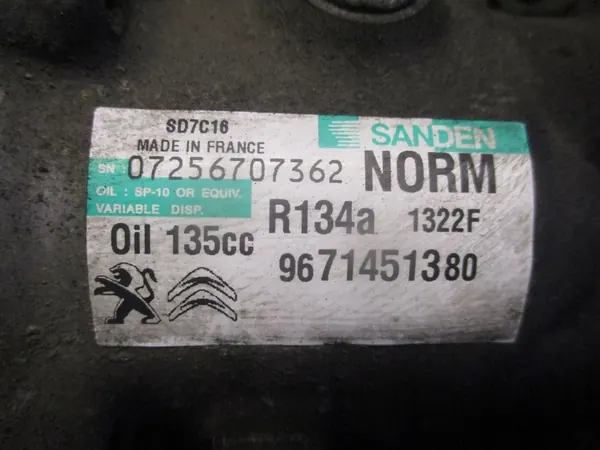 SD7C16
MADE IN FRANCE
SANDEN
SN: 07256707362
NORM
OIL : SP-10 OR EQUIV.
VARIABLE DISP.
R134a 1322F
Oil 135cc
9671451380